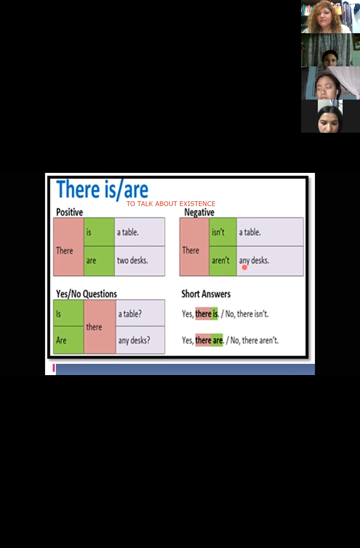 There is/are
TO TALK ABOUT EXISTENCE
Positive
There
is
a table.
are
two desks.
Negative
There
isn't
a table.
aren't
any desks.
Yes/No Questions
Is
there
a table?
Are
any desks?
Short Answers
Yes, there is. / No, there isn't.
Yes, there are. / No, there aren't.